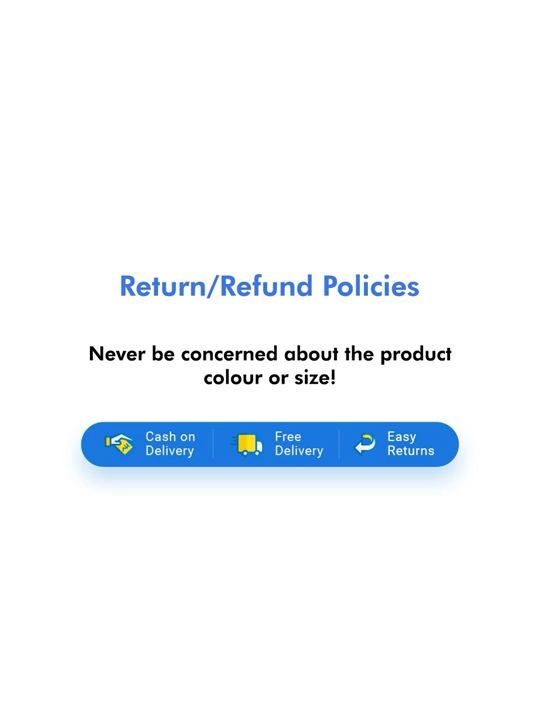 Return/Refund Policies
Never be concerned about the product
colour or size!
Cash on
Delivery
Free
Delivery
Easy
Returns